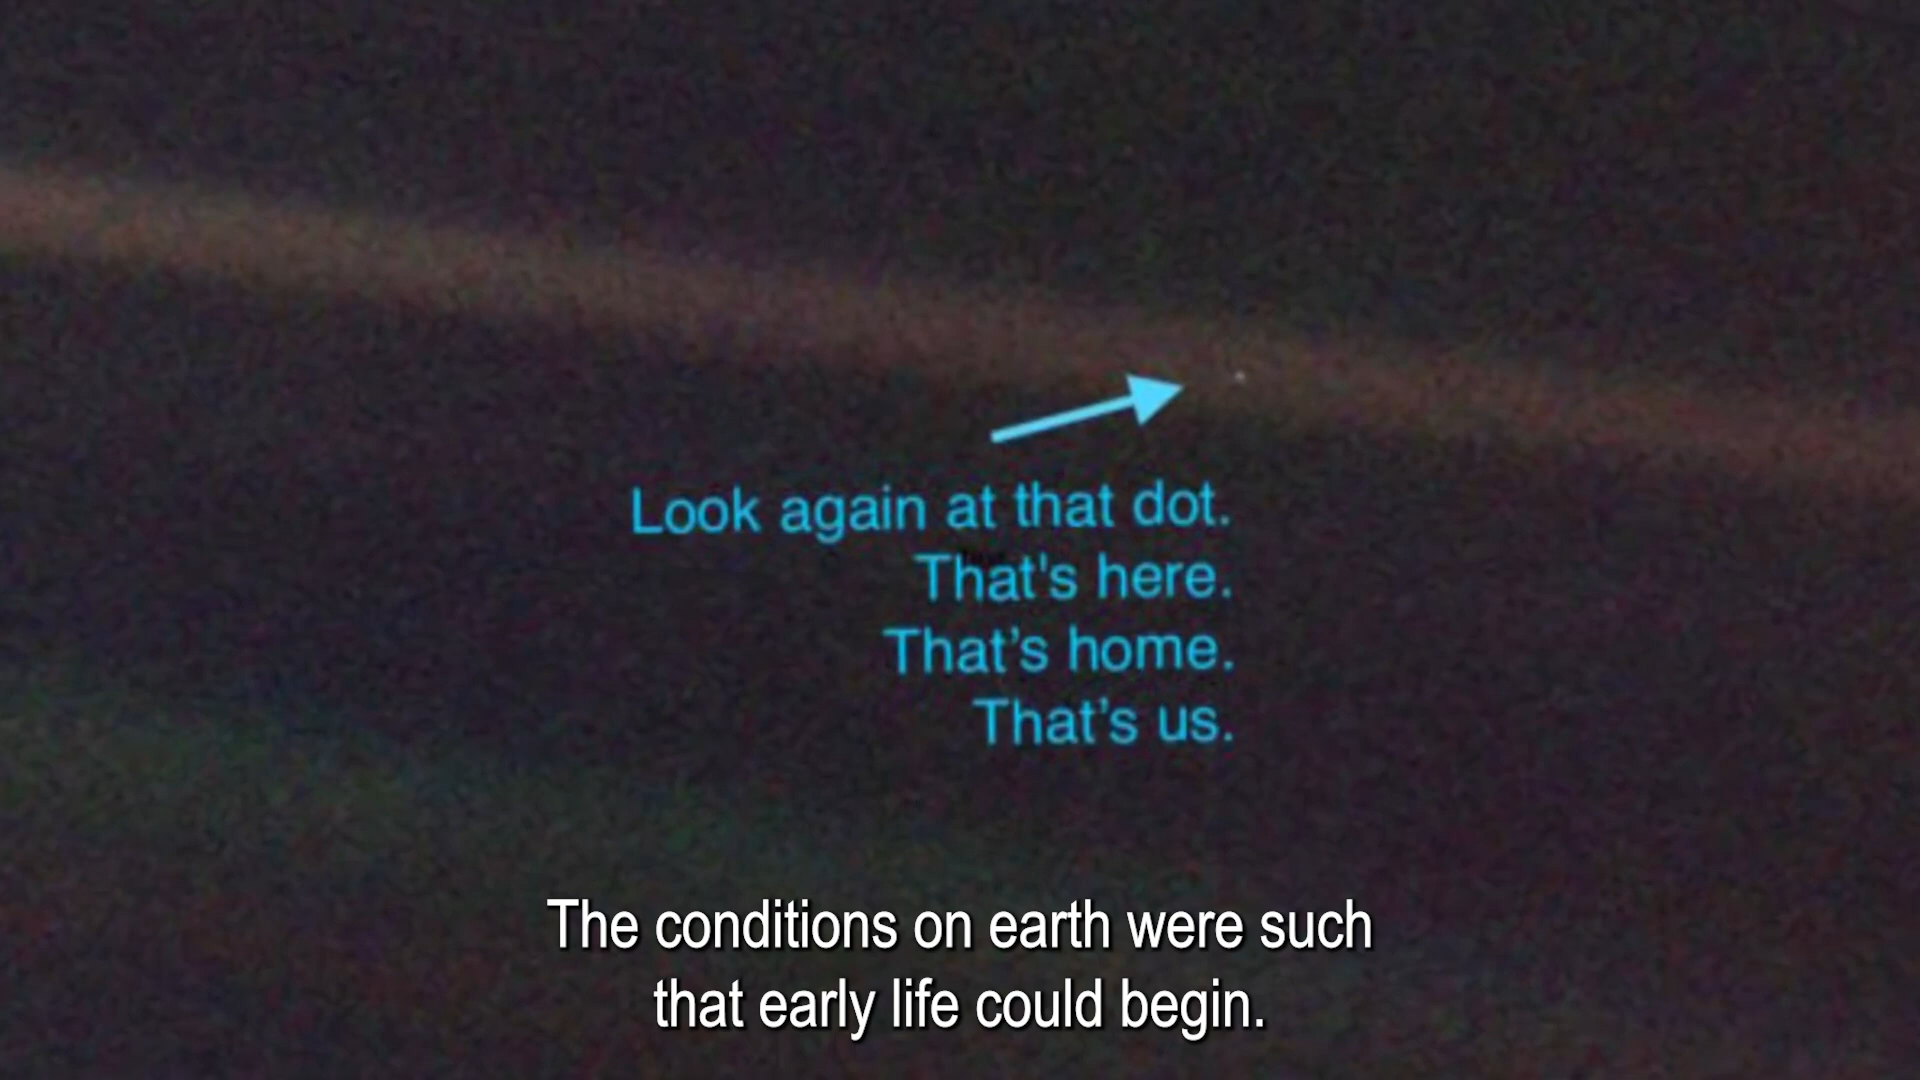 Look again at that dot.
That's here.
That’s home.
That’s us.
The conditions on earth were such
that early life could begin.